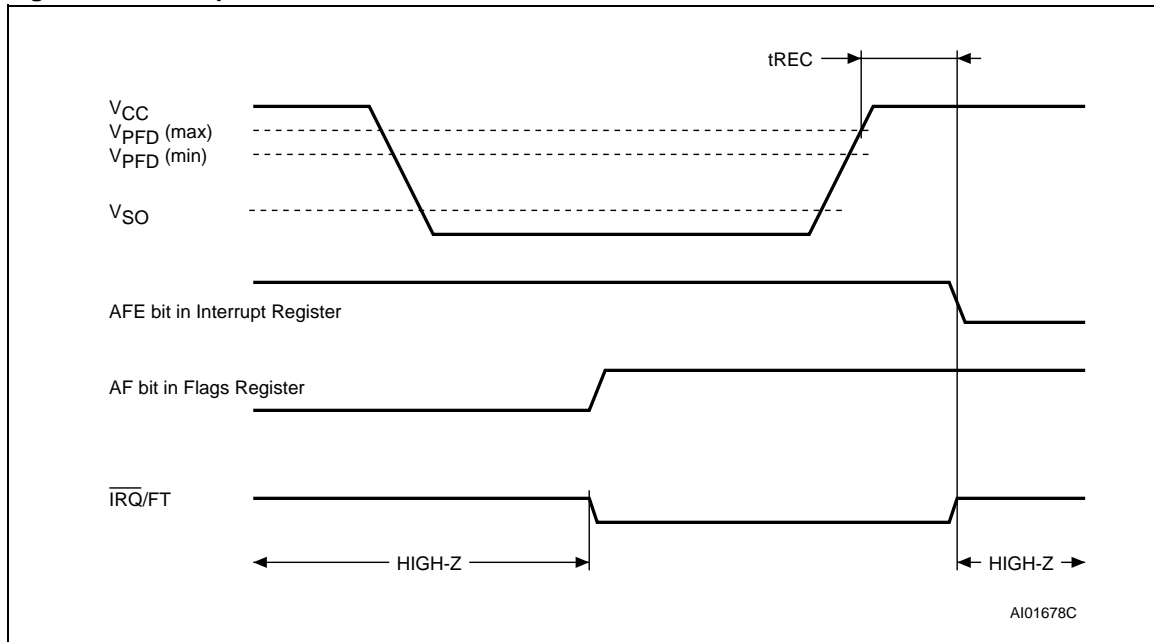 tREC
VCC
VPFD (max)
VPFD (min)
VSO
AFE bit in Interrupt Register
AF bit in Flags Register
IRQ/FT
HIGH-Z
HIGH-Z
AI01678C